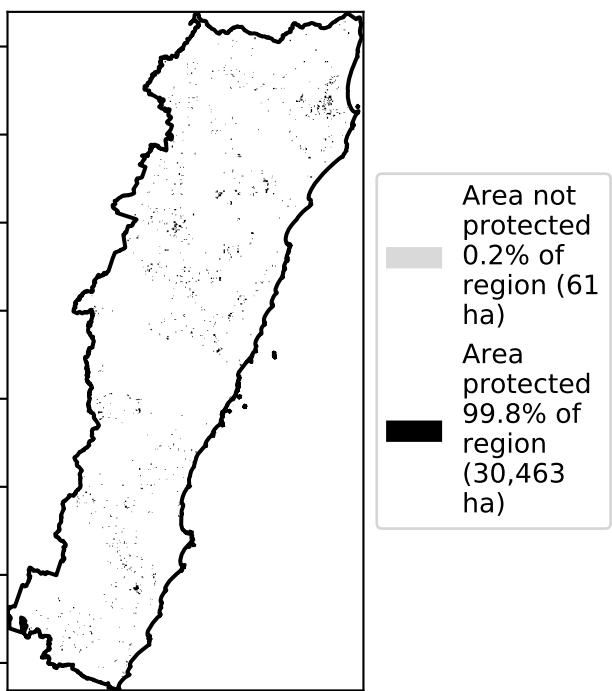 Area not
protected
0.2% of
region (61
ha)
Area
protected
99.8% of
region
(30,463
ha)